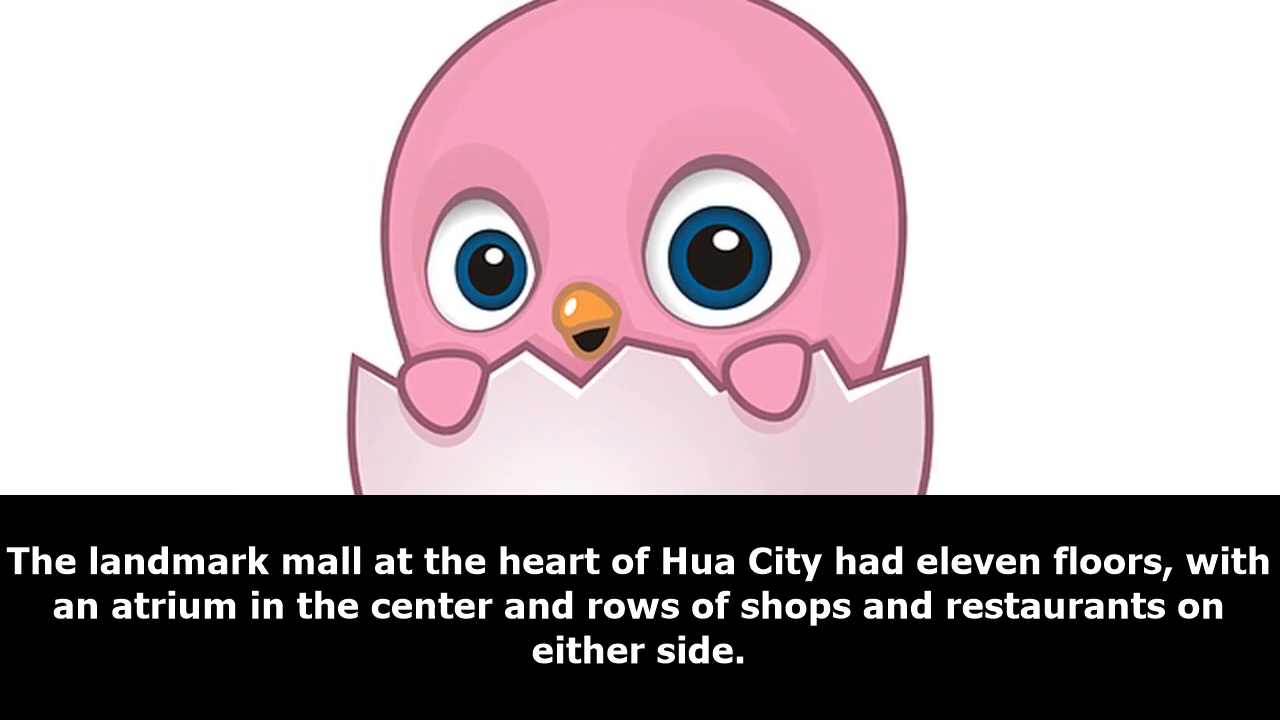 The landmark mall at the heart of Hua City had eleven floors, with
an atrium in the center and rows of shops and restaurants on
either side.